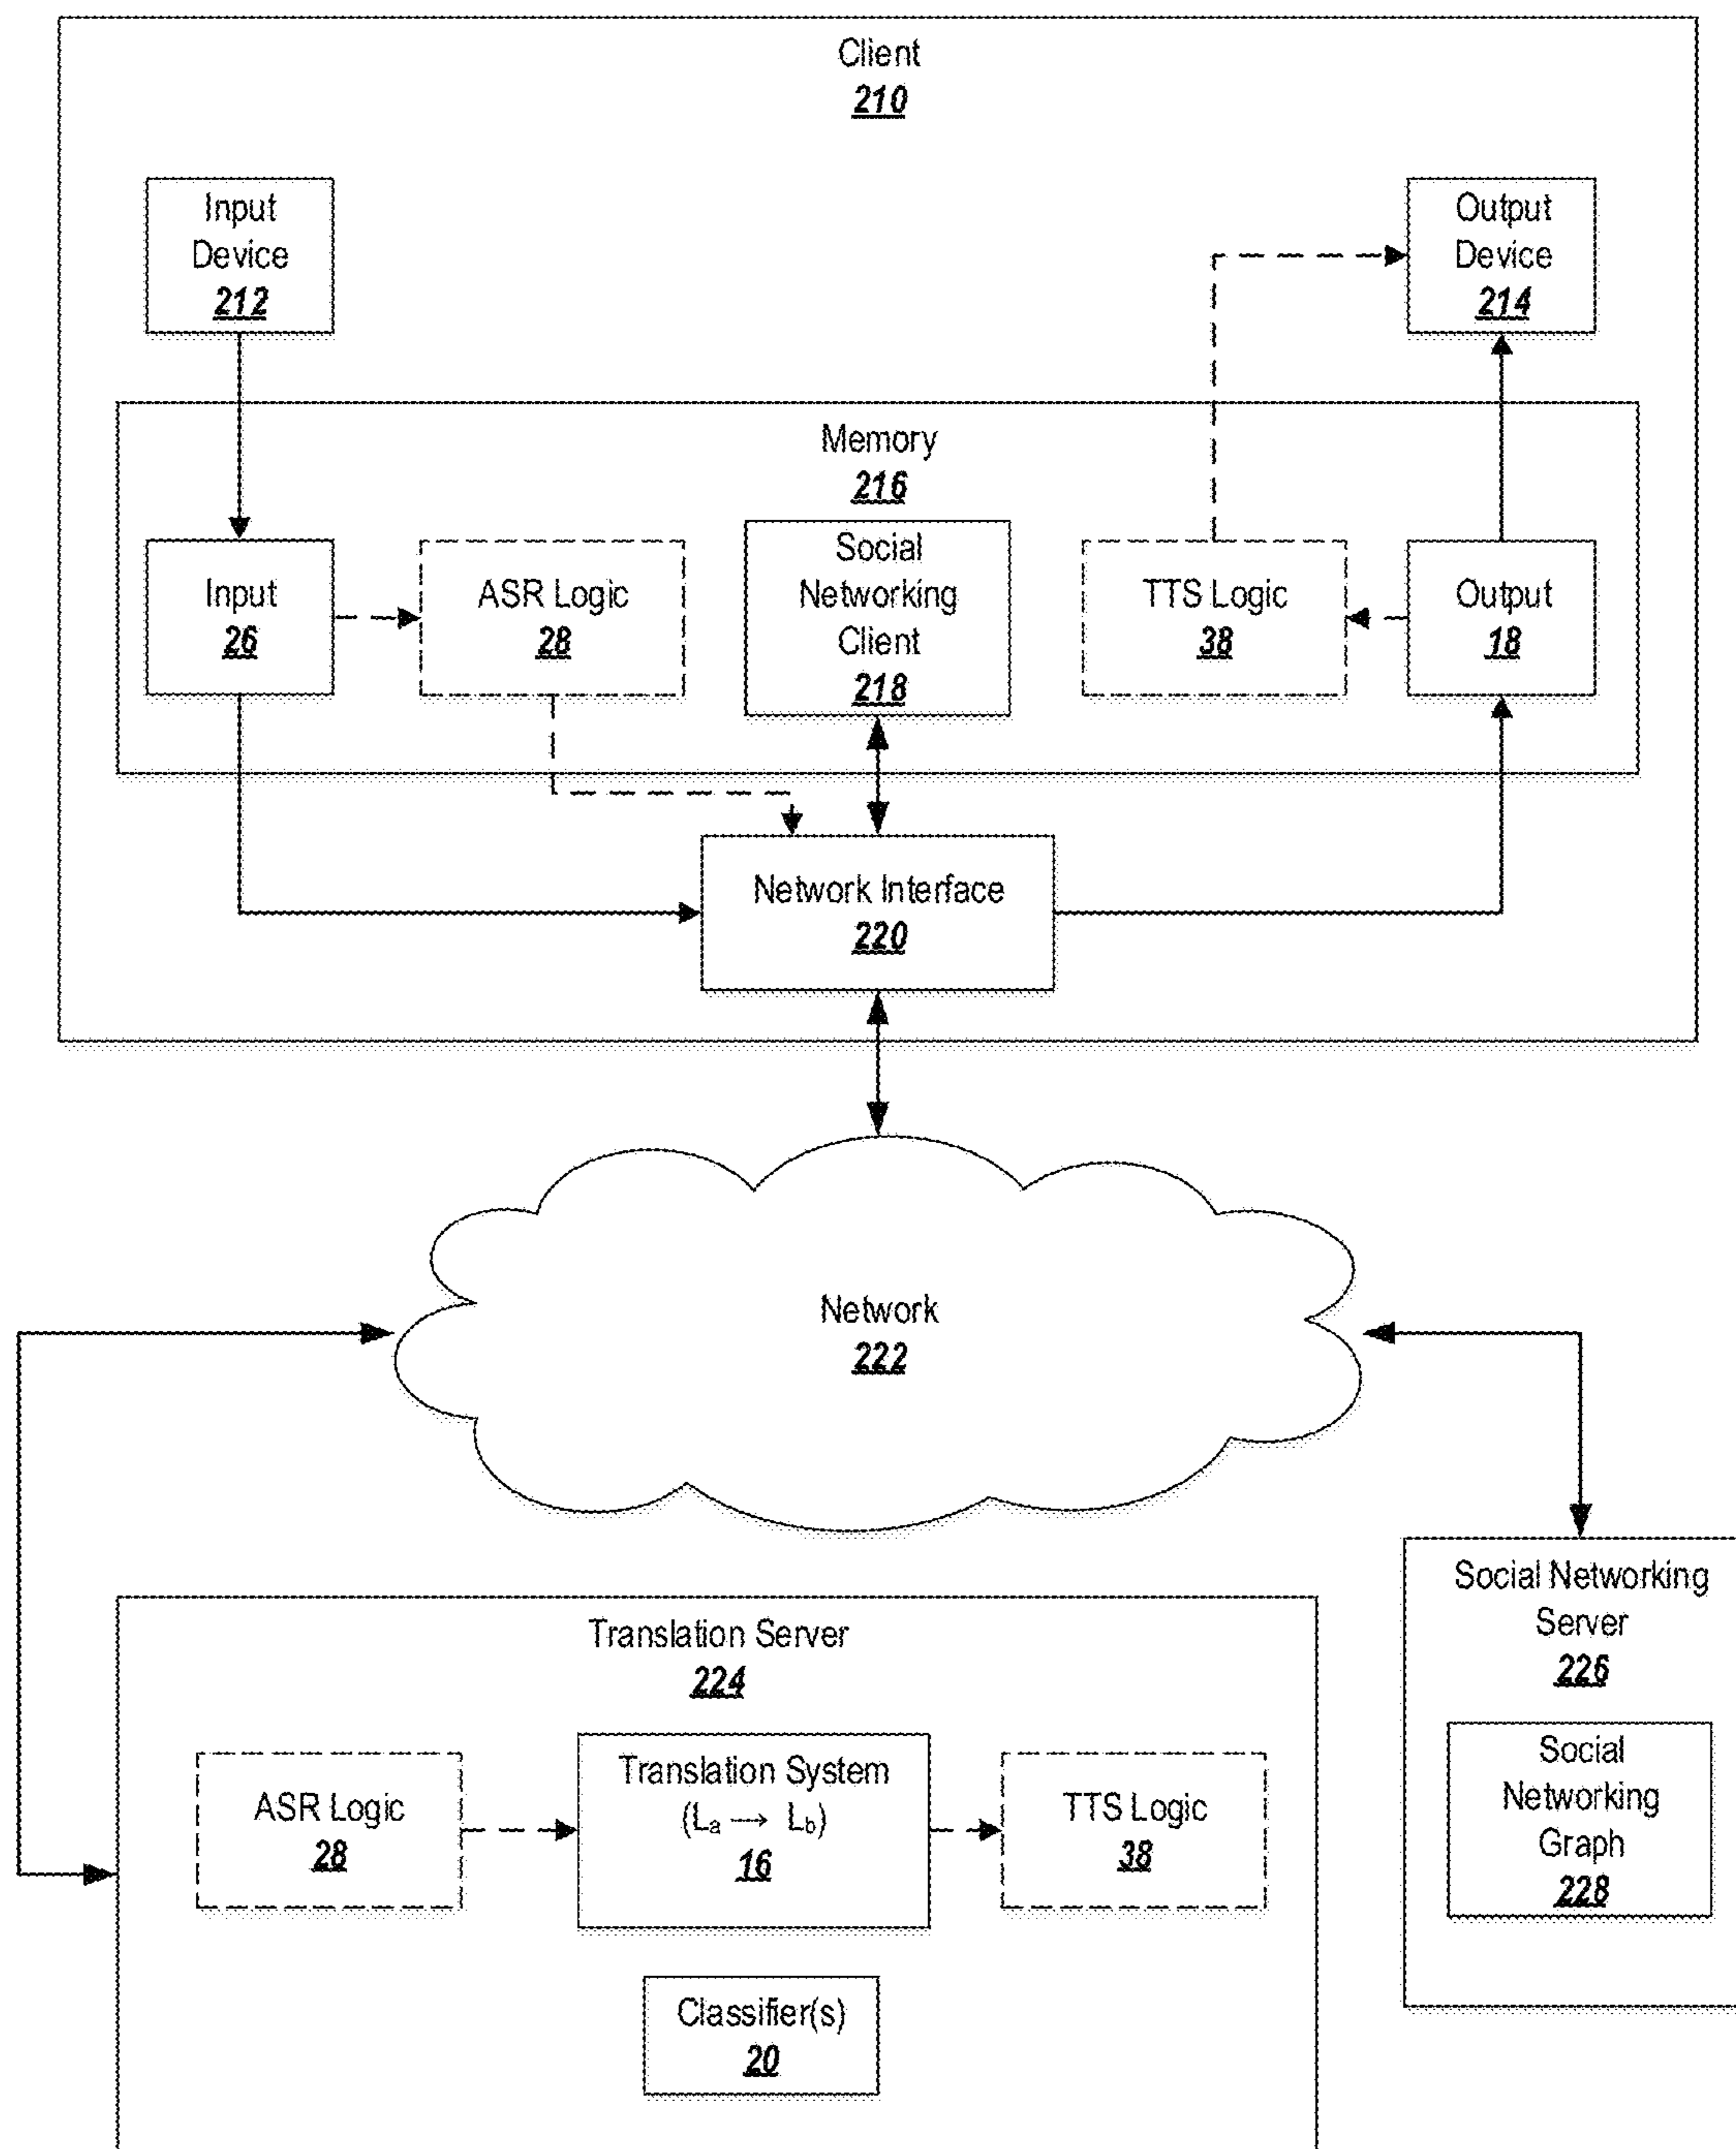 Client
210
Input
Device
212
Output
Device
214
Memory
216
Input
26
ASR Logic
28
Social
Networking
Client
218
TTS Logic
38
Output
18
Network Interface
220
Network
222
Translation Server
224
ASR Logic
28
Translation System
(La → Lb)
16
TTS Logic
38
Classifier(s)
20
Social Networking
Server
226
Social
Networking
Graph
228